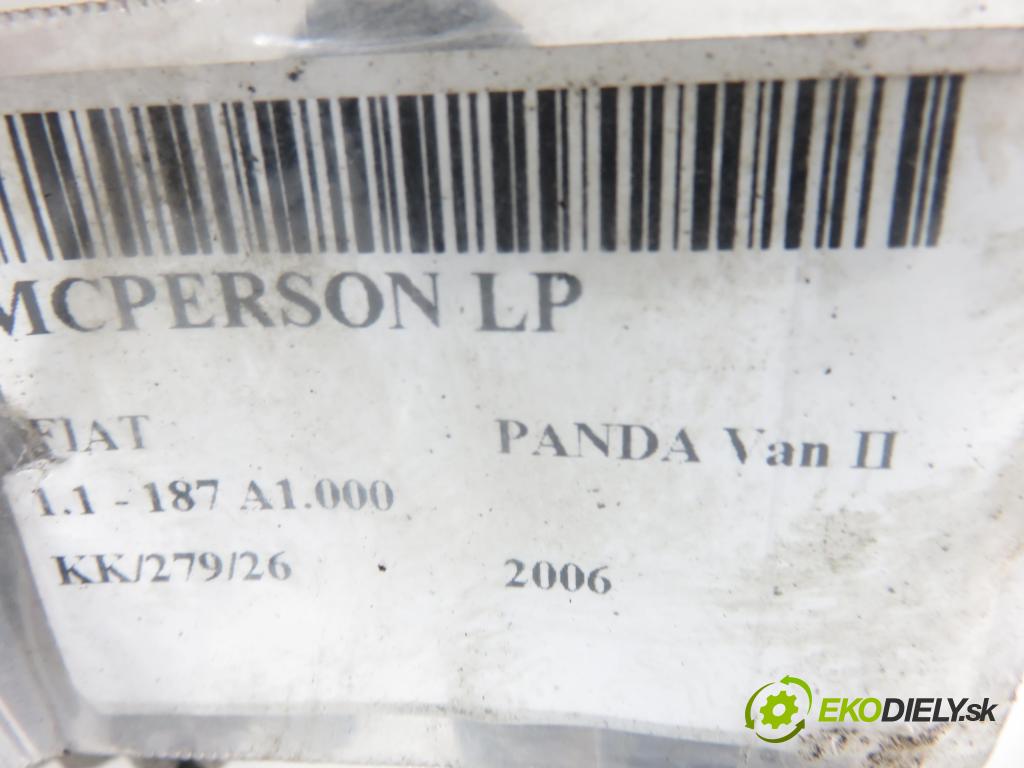 MCPERSON LP
FIAT PANDA Van II
1.1 - 187 A1.000
KK/279/26 2006
EKODIELY.sk